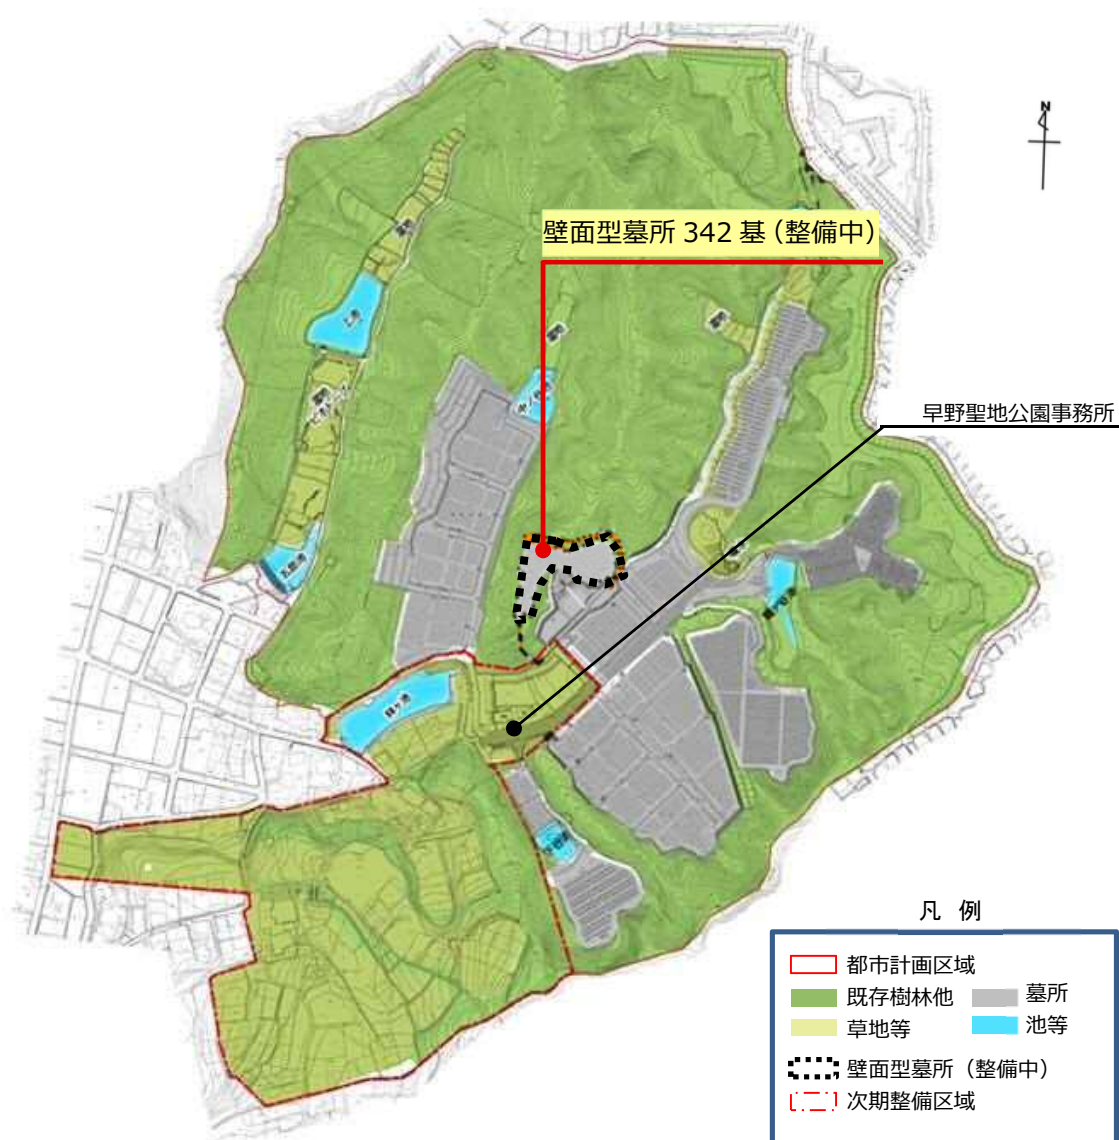 N
壁面型墓所 342 基（整備中）
早野聖地公園事務所
凡 例
都市計画区域
既存樹林他
墓所
草地等
池等
壁面型墓所（整備中）
次期整備区域